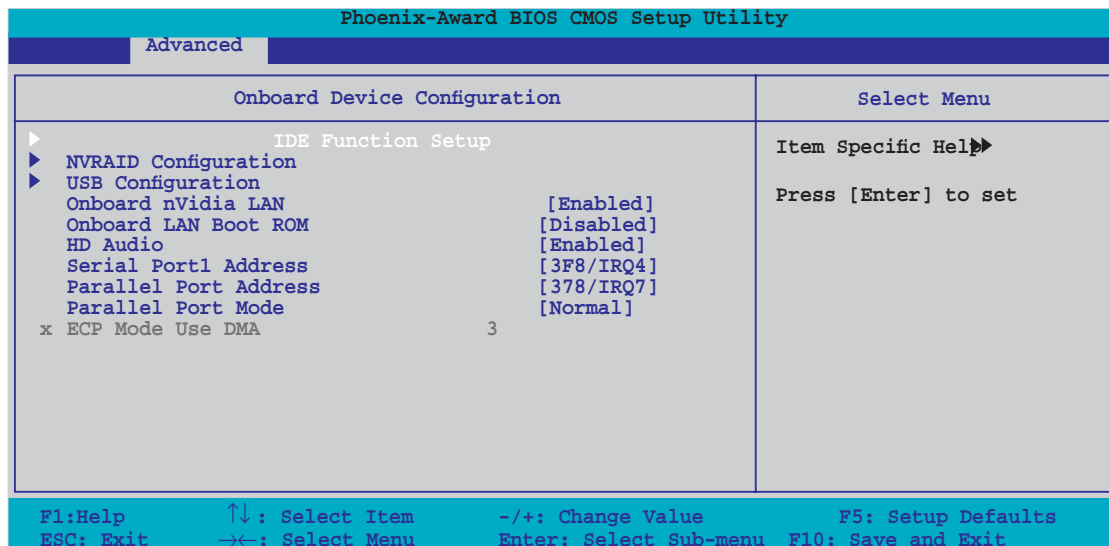 Phoenix-Award BIOS CMOS Setup Utility
Advanced
Onboard Device Configuration
Select Menu
IDE Function Setup
NVRAID Configuration
USB Configuration
Onboard nVidia LAN [Enabled]
Onboard LAN Boot ROM [Disabled]
HD Audio [Enabled]
Serial Port1 Address [3F8/IRQ4]
Parallel Port Address [378/IRQ7]
Parallel Port Mode [Normal]
x ECP Mode Use DMA 3
Item Specific Help
Press [Enter] to set
F1:Help ↑↓: Select Item -/+: Change Value F5: Setup Defaults
ESC: Exit →←: Select Menu Enter: Select Sub-menu F10: Save and Exit